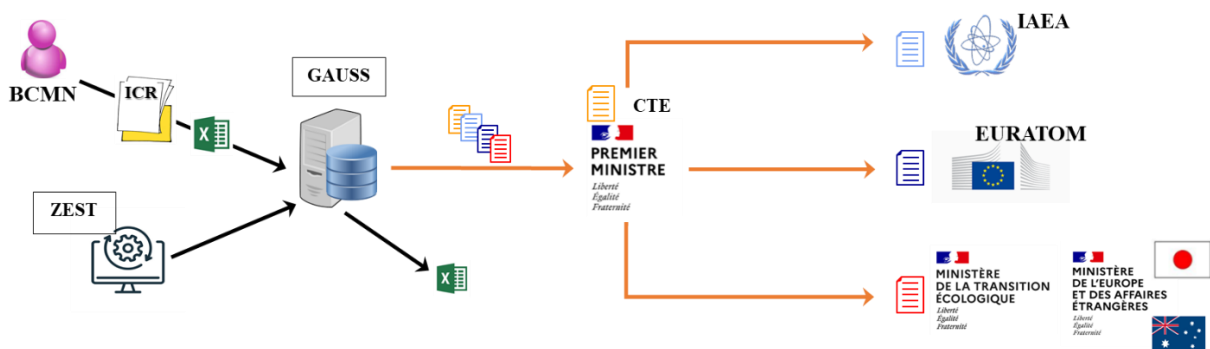 BCMN
ICR
X
GAUSS
ZEST
X
CTE
PREMIER
MINISTRE
Liberté
Égalité
Fraternité
IAEA
EURATOM
MINISTÈRE
DE LA TRANSITION
ÉCOLOGIQUE
Liberté
Égalité
Fraternité
MINISTÈRE
DE L'EUROPE
ET DES AFFAIRES
ÉTRANGÈRES
Liberté
Égalité
Fraternité